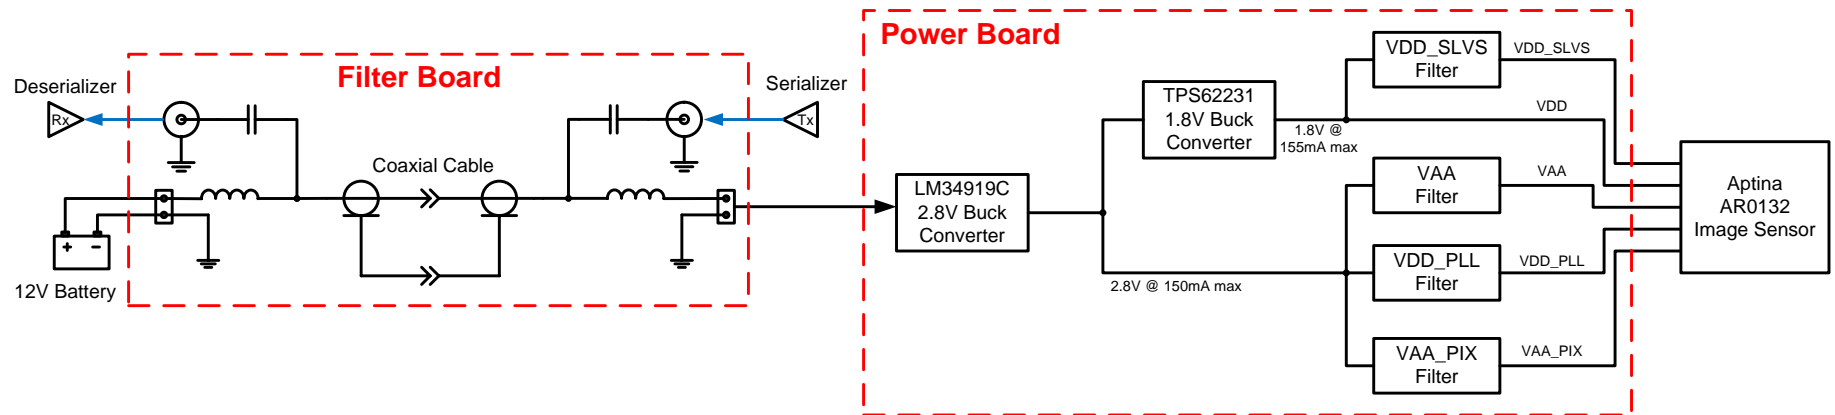 Power Board
Filter Board
Deserializer
Rx
Serializer
Tx
Coaxial Cable
+ -
12V Battery
LM34919C
2.8V Buck
Converter
TPS62231
1.8V Buck
Converter
1.8V @
155mA max
2.8V @ 150mA max
VDD_SLVS
Filter
VDD_SLVS
VDD
VAA
Filter
VAA
VDD_PLL
Filter
VDD_PLL
VAA_PIX
Filter
VAA_PIX
Aptina
AR0132
Image Sensor